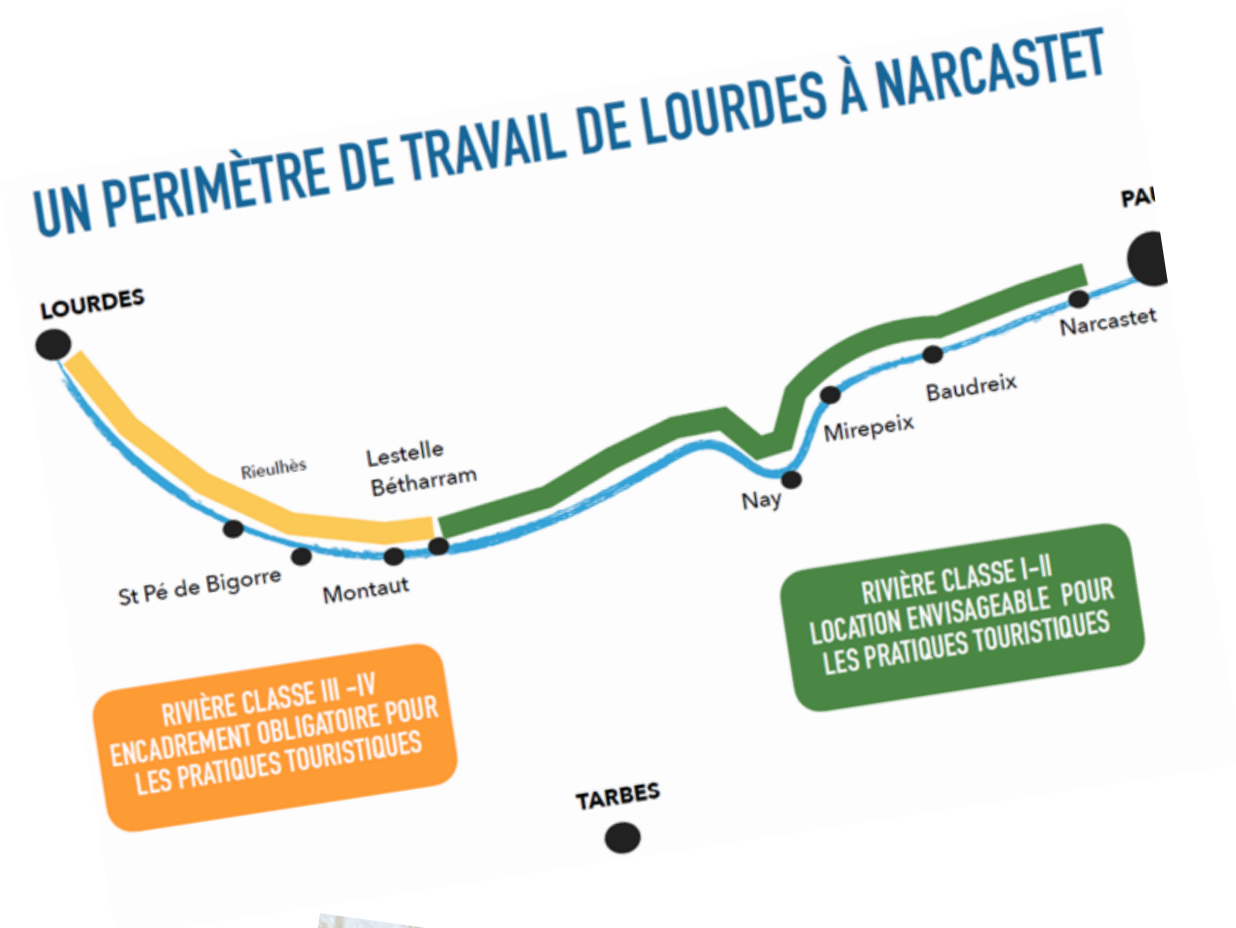 UN PERIMÈTRE DE TRAVAIL DE LOURDES À NARCASTET
LOURDES
Rieulhès
Lestelle
Bétharram
St Pé de Bigorre
Montaut
Nay
Mirepeix
Baudreix
Narcastet
RIVIÈRE CLASSE III -IV
ENCADREMENT OBLIGATOIRE POUR
LES PRATIQUES TOURISTIQUES
RIVIÈRE CLASSE I-II
LOCATION ENVISAGEABLE POUR
LES PRATIQUES TOURISTIQUES
TARBES